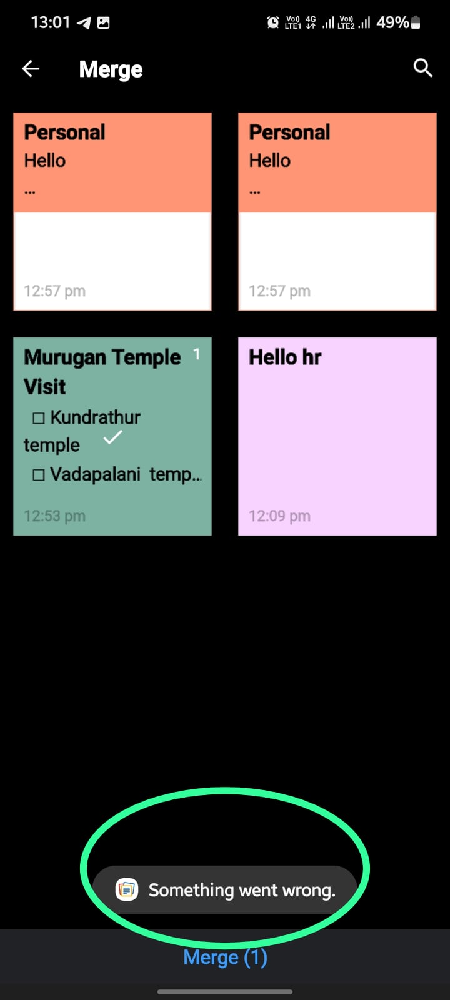 13:01 Vo)) LTE1 4G Vo)) LTE2 49%
Merge
Personal
Hello
...
12:57 pm
Personal
Hello
...
12:57 pm
Murugan Temple 1
Visit
☐ Kundrathur
temple
☐ Vadapalani temp...
12:53 pm
Hello hr
12:09 pm
Something went wrong.
Merge (1)